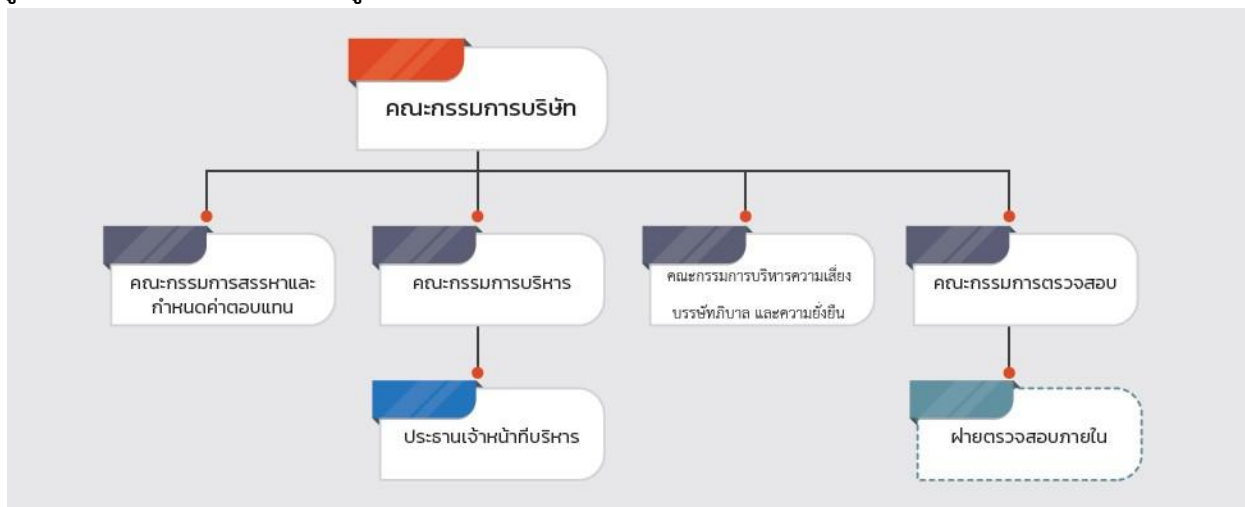 คณะกรรมการบริษัท
คณะกรรมการสรรหาและ
กำหนดค่าตอบแทน
คณะกรรมการบริหาร
คณะกรรมการบริหารความเสี่ยง
บรรษัทภิบาล และความยั่งยืน
คณะกรรมการตรวจสอบ
ประธานเจ้าหน้าที่บริหาร
ฝ่ายตรวจสอบภายใน